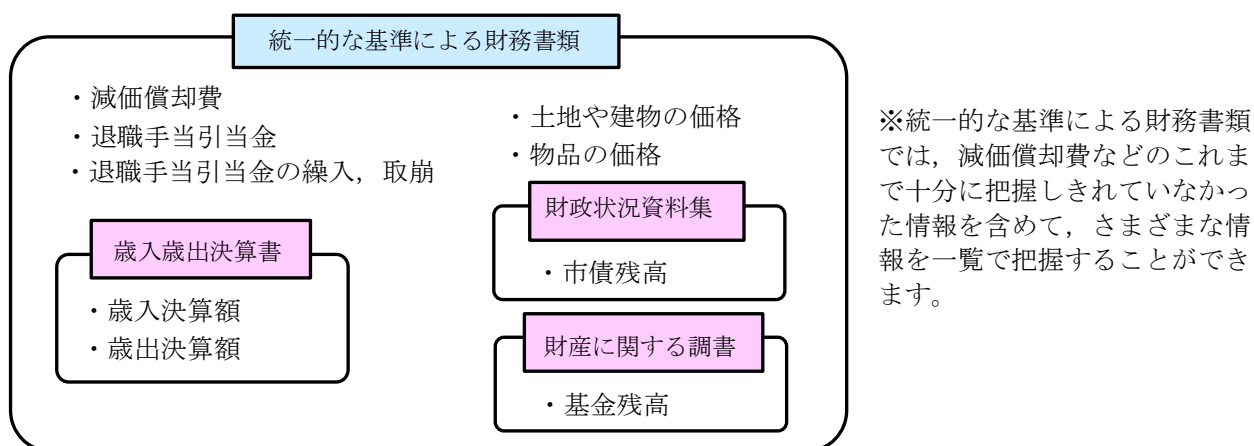 統一的な基準による財務書類
・減価償却費
・退職手当引当金
・退職手当引当金の繰入，取崩
歳入歳出決算書
・歳入決算額
・歳出決算額
・土地や建物の価格
・物品の価格
財政状況資料集
・市債残高
財産に関する調書
・基金残高
※統一的な基準による財務書類
では，減価償却費などのこれま
で十分に把握しきれていなかっ
た情報を含めて，さまざまな情
報を一覧で把握することができ
ます。